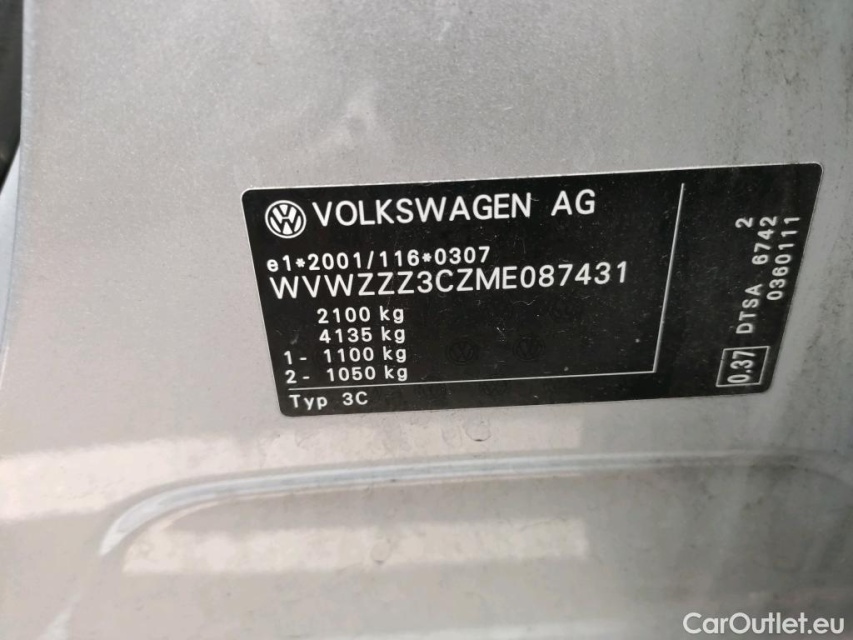 VOLKSWAGEN AG
e1*2001/116*0307
WVWZZZ3CZME087431
2100 kg
4135 kg
1- 1100 kg
2- 1050 kg
Typ 3C
2
DTSA 6742
0360111
0.37
CarOutlet.eu